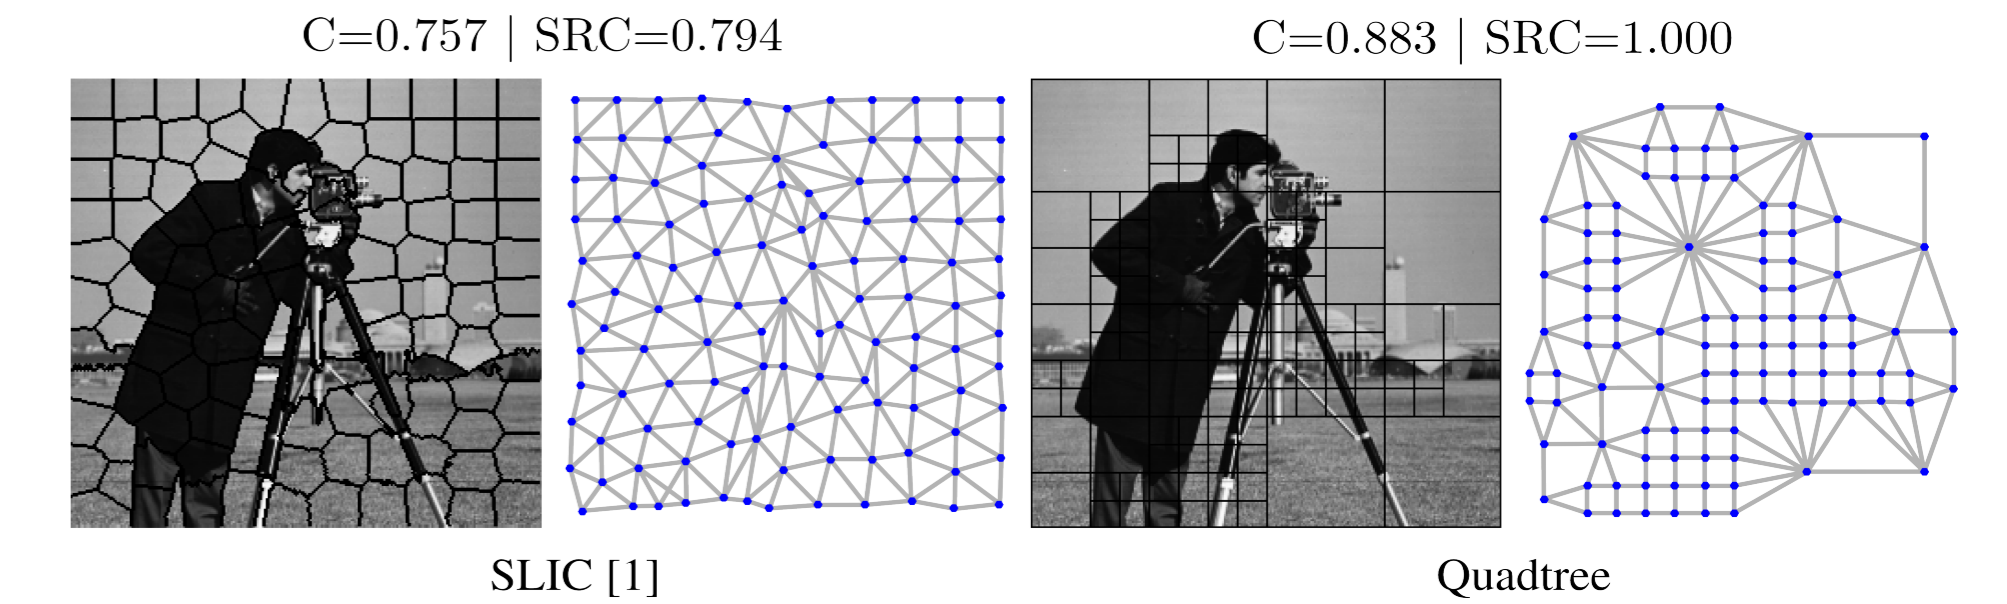 C=0.757 | SRC=0.794
C=0.883 | SRC=1.000
SLIC [1]
Quadtree